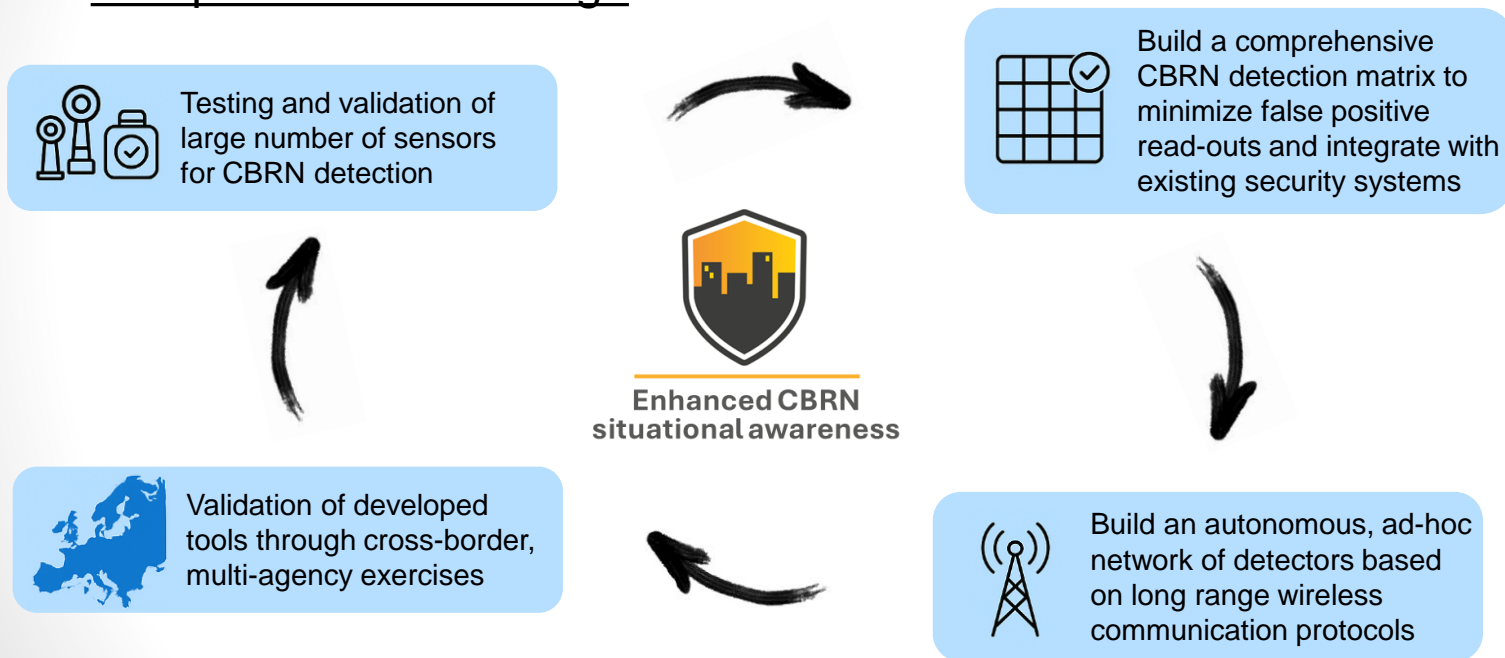 Testing and validation of
large number of sensors
for CBRN detection
Build a comprehensive
CBRN detection matrix to
minimize false positive
read-outs and integrate with
existing security systems
Enhanced CBRN
situational awareness
Validation of developed
tools through cross-border,
multi-agency exercises
Build an autonomous, ad-hoc
network of detectors based
on long range wireless
communication protocols